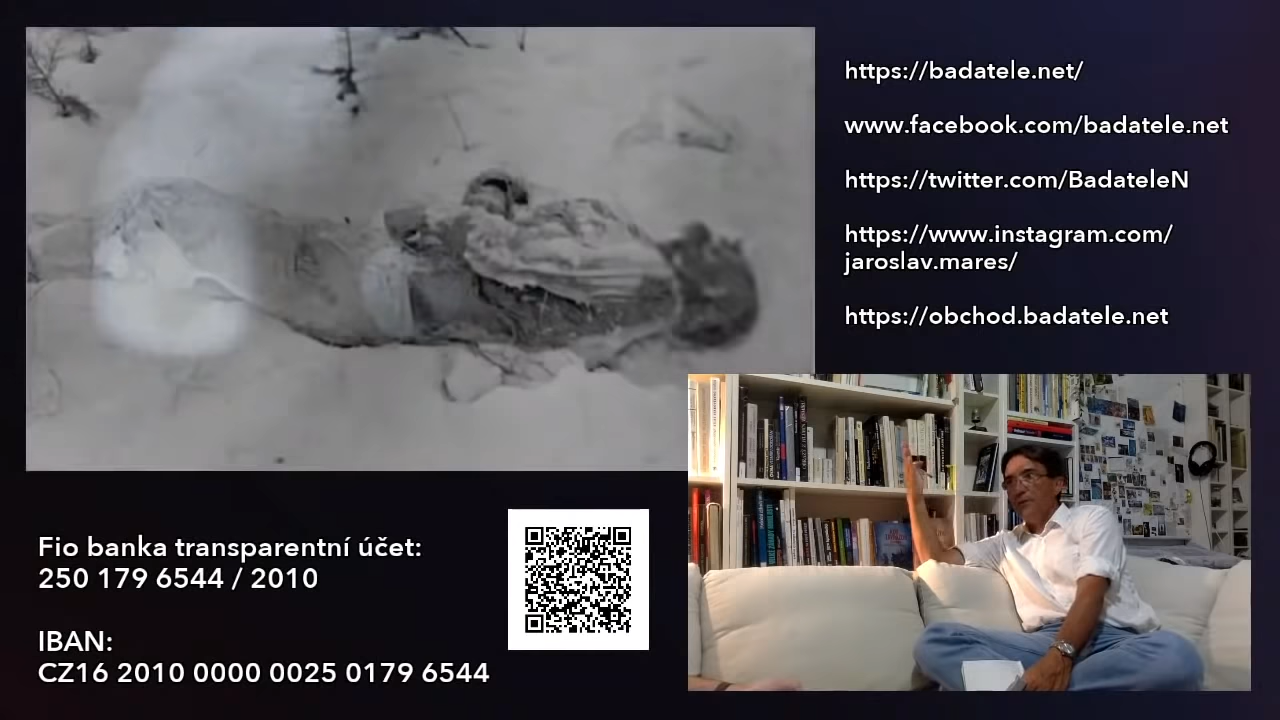 https://badatele.net/
www.facebook.com/badatele.net
https://twitter.com/BadateleN
https://www.instagram.com/
jaroslav.mares/
https://obchod.badatele.net
Fio banka transparentní účet:
250 179 6544 / 2010
IBAN:
CZ16 2010 0000 0025 0179 6544